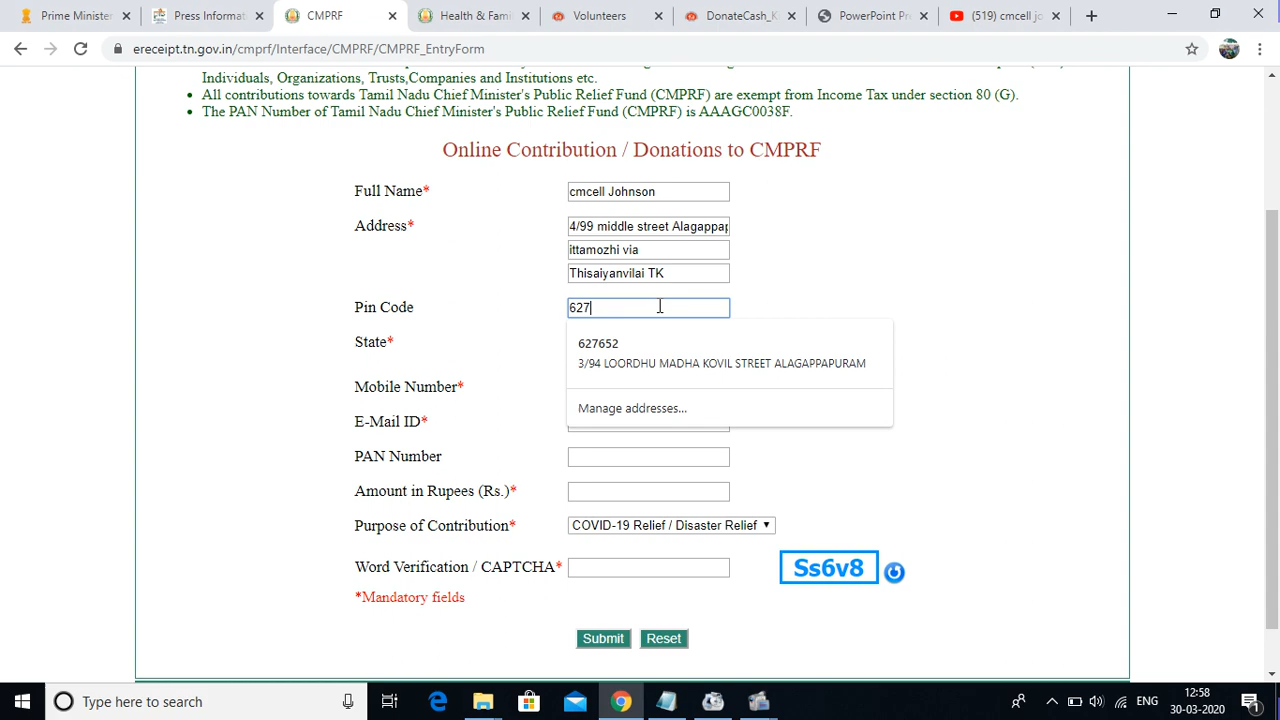 Prime Minister
Press Informati
CMPRF
Health & Fami
Volunteers
DonateCash_K
PowerPoint Pre
(519) cmcell jo
ereceipt.tn.gov.in/cmprf/Interface/CMPRF/CMPRF_EntryForm
Individuals, Organizations, Trusts,Companies and Institutions etc.
All contributions towards Tamil Nadu Chief Minister's Public Relief Fund (CMPRF) are exempt from Income Tax under section 80 (G).
The PAN Number of Tamil Nadu Chief Minister's Public Relief Fund (CMPRF) is AAAGC0038F.
Online Contribution / Donations to CMPRF
Full Name* cmcell Johnson
Address* 4/99 middle street Alagappap
ittamozhi via
Thisaiyanvilai TK
Pin Code 627
State* 627652
3/94 LOORDHU MADHA KOVIL STREET ALAGAPPAPURAM
Mobile Number*
Manage addresses...
E-Mail ID*
PAN Number
Amount in Rupees (Rs.)*
Purpose of Contribution* COVID-19 Relief / Disaster Relief
Word Verification / CAPTCHA* Ss6v8
*Mandatory fields
Submit Reset
Type here to search
ENG
12:58
30-03-2020
1